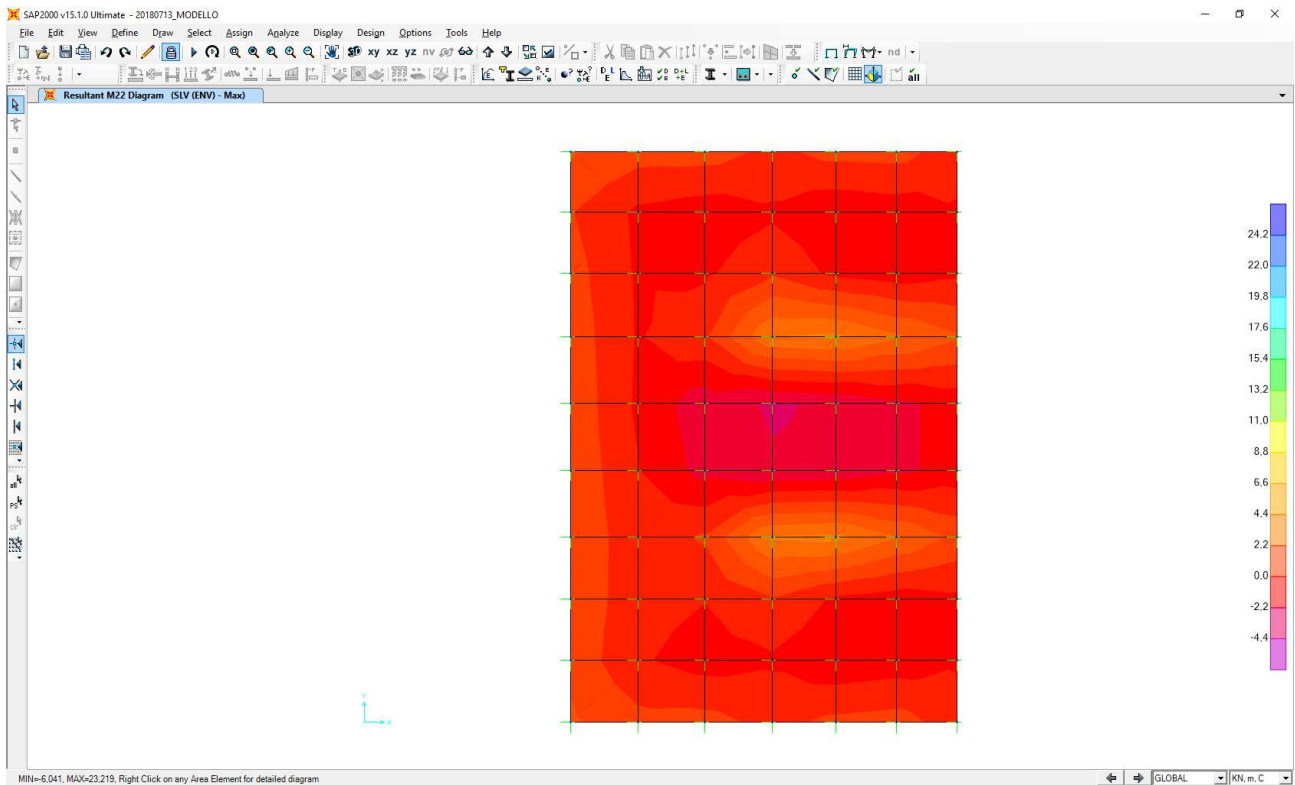 SAP2000 v15.1.0 Ultimate - 20180713_MODELLO
File Edit View Define Draw Select Assign Analyze Display Design Options Tools Help
xy xz yz nv nd
all
Resultant M22 Diagram (SLV (ENV) - Max)
24,2
22,0
19,8
17,6
15,4
13,2
11,0
8,8
6,6
4,4
2,2
0,0
-2,2
-4,4
all
PS
clr
Y
X
MIN=-6,041, MAX=23,219, Right Click on any Area Element for detailed diagram
GLOBAL
KN, m, C